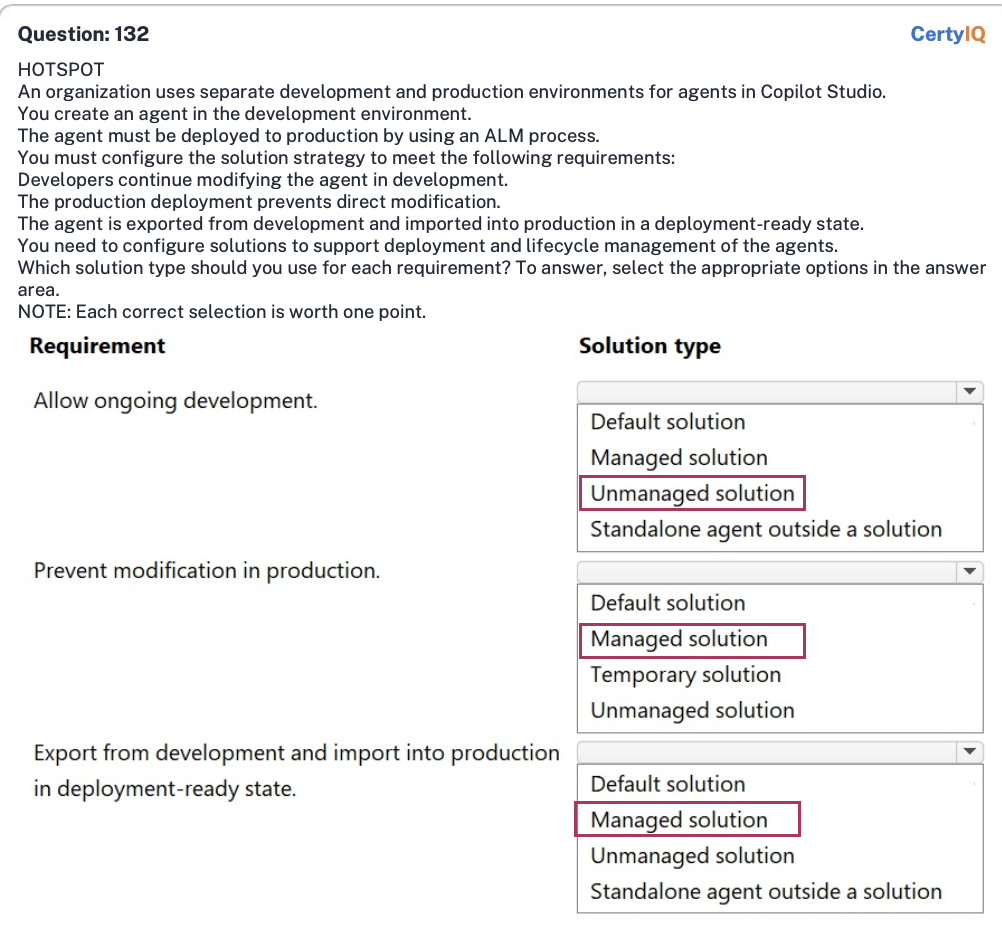 Question: 132
CertyIQ
HOTSPOT
An organization uses separate development and production environments for agents in Copilot Studio.
You create an agent in the development environment.
The agent must be deployed to production by using an ALM process.
You must configure the solution strategy to meet the following requirements:
Developers continue modifying the agent in development.
The production deployment prevents direct modification.
The agent is exported from development and imported into production in a deployment-ready state.
You need to configure solutions to support deployment and lifecycle management of the agents.
Which solution type should you use for each requirement? To answer, select the appropriate options in the answer
area.
NOTE: Each correct selection is worth one point.
Requirement
Solution type
Allow ongoing development.
Default solution
Managed solution
Unmanaged solution
Standalone agent outside a solution
Prevent modification in production.
Default solution
Managed solution
Temporary solution
Unmanaged solution
Export from development and import into production
in deployment-ready state.
Default solution
Managed solution
Unmanaged solution
Standalone agent outside a solution